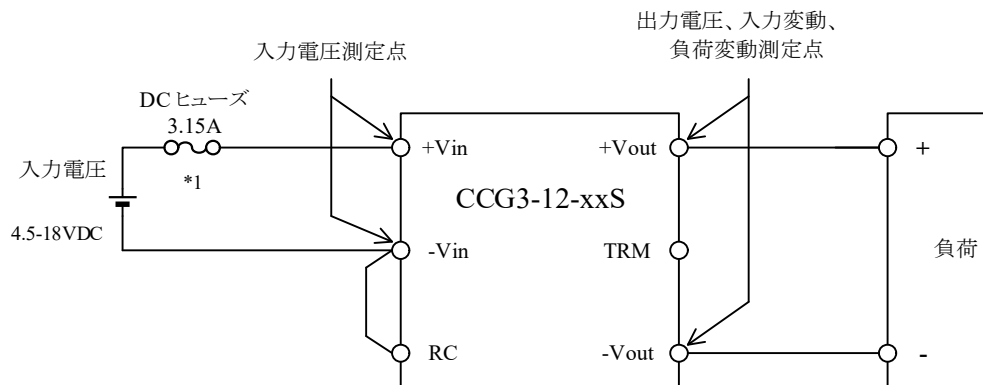 出力電圧、入力変動、
負荷変動測定点
入力電圧測定点
DCヒューズ
3.15A
*1
入力電圧
4.5-18VDC
+Vin
+Vout
+
CCG3-12-xxS
-Vin
TRM
負荷
RC
-Vout
-